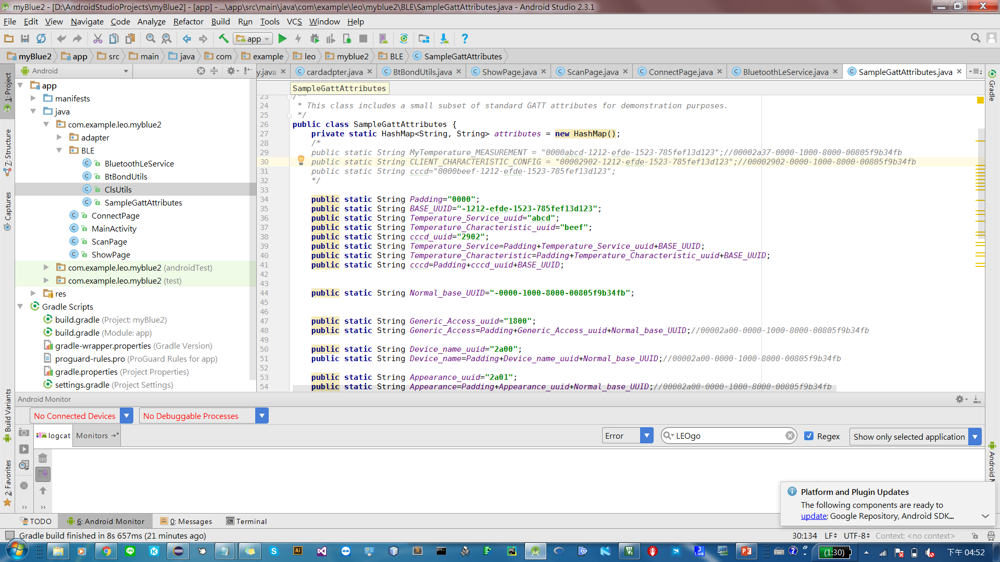 myBlue2 - [D:\AndroidStudioProjects\myBlue2] - [app] - ...\app\src\main\java\com\example\leo\myblue2\BLE\SampleGattAttributes.java - Android Studio 2.3.1
File Edit View Navigate Code Analyze Refactor Build Run Tools VCS Window Help
app
myBlue2 app src main java com example leo myblue2 BLE SampleGattAttributes
Android
y.java cardadpter.java BtBondUtils.java ShowPage.java ScanPage.java ConnectPage.java BluetoothLeService.java SampleGattAttributes.java
1: Project
7: Structure
Captures
Build Variants
2: Favorites
Gradle
app
manifests
java
com.example.leo.myblue2
adapter
BLE
BluetoothLeService
BtBondUtils
ClsUtils
SampleGattAttributes
ConnectPage
MainActivity
ScanPage
ShowPage
com.example.leo.myblue2 (androidTest)
com.example.leo.myblue2 (test)
res
Gradle Scripts
build.gradle (Project: myBlue2)
build.gradle (Module: app)
gradle-wrapper.properties (Gradle Version)
proguard-rules.pro (ProGuard Rules for app)
gradle.properties (Project Properties)
settings.gradle (Project Settings)
SampleGattAttributes
23 /**
24 * This class includes a small subset of standard GATT attributes for demonstration purposes.
25 */
26 public class SampleGattAttributes {
27 private static HashMap<String, String> attributes = new HashMap();
28 /*
29 public static String MyTemperature_MEASUREMENT = "0000abcd-1212-efde-1523-785fef13d123";//00002a37-0000-1000-8000-00805f9b34fb
30 public static String CLIENT_CHARACTERISTIC_CONFIG = "00002902-1212-efde-1523-785fef13d123";//00002902-0000-1000-8000-00805f9b34fb
31 public static String cccd="0000beef-1212-efde-1523-785fef13d123";
32 */
33
34 public static String Padding="0000";
35 public static String BASE_UUID="-1212-efde-1523-785fef13d123";
36 public static String Temperature_Service_uuid="abcd";
37 public static String Temperature_Characteristic_uuid="beef";
38 public static String cccd_uuid="2902";
39 public static String Temperature_Service=Padding+Temperature_Service_uuid+BASE_UUID;
40 public static String Temperature_Characteristic=Padding+Temperature_Characteristic_uuid+BASE_UUID;
41 public static String cccd=Padding+cccd_uuid+BASE_UUID;
42
43
44 public static String Normal_base_UUID="-0000-1000-8000-00805f9b34fb";
45
46
47 public static String Generic_Access_uuid="1800";
48 public static String Generic_Access=Padding+Generic_Access_uuid+Normal_base_UUID;//00002a00-0000-1000-8000-00805f9b34fb
49
50 public static String Device_name_uuid="2a00";
51 public static String Device_name=Padding+Device_name_uuid+Normal_base_UUID;//00002a00-0000-1000-8000-00805f9b34fb
52
53 public static String Appearance_uuid="2a01";
54 public static String Appearance=Padding+Appearance_uuid+Normal_base_UUID;//00002a00-0000-1000-8000-00805f9b34fb
Android Monitor
No Connected Devices No Debuggable Processes
logcat Monitors Error LEOgo Regex Show only selected application
Android M
Platform and Plugin Updates
The following components are ready to
update: Google Repository, Android SDK...
TODO 6: Android Monitor 0: Messages Terminal
Gradle build finished in 8s 657ms (21 minutes ago) 30:134 LF UTF-8 Context: <no context>
(1:30) 下午 04:52